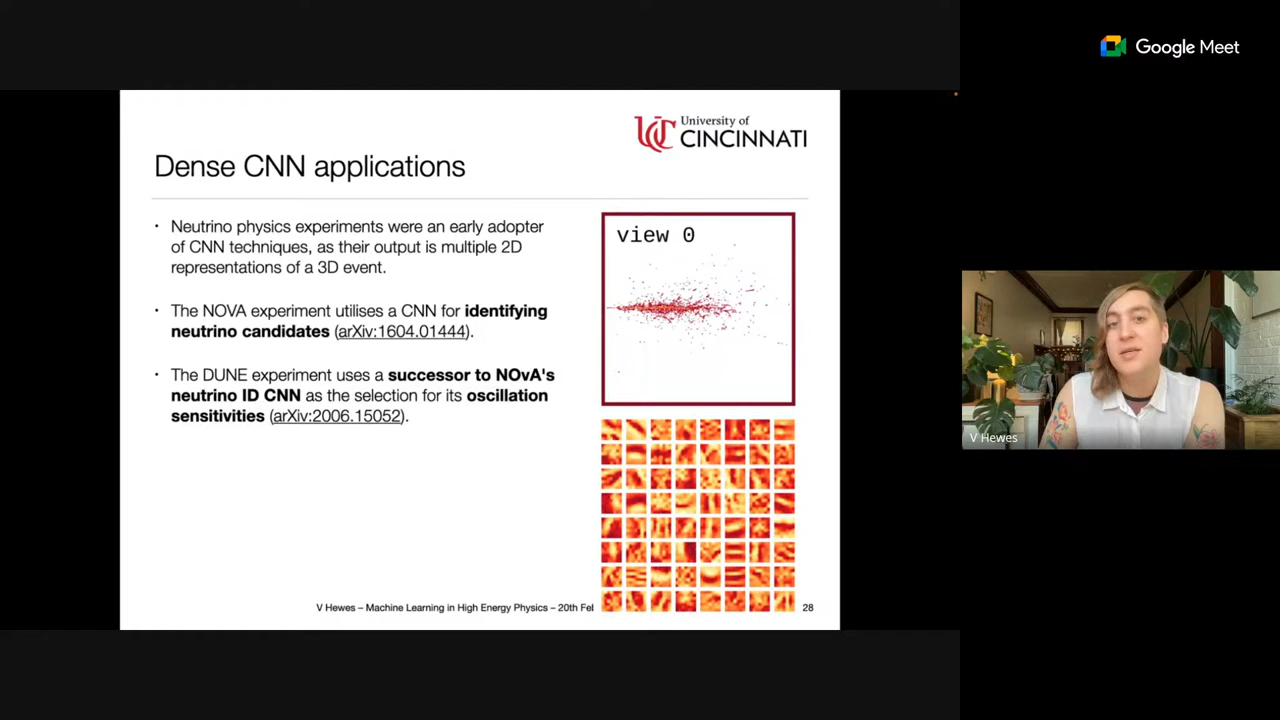 Google Meet
University of
CINCINNATI
Dense CNN applications
• Neutrino physics experiments were an early adopter
of CNN techniques, as their output is multiple 2D
representations of a 3D event.
• The NOVA experiment utilises a CNN for identifying
neutrino candidates (arXiv:1604.01444).
• The DUNE experiment uses a successor to NOvA's
neutrino ID CNN as the selection for its oscillation
sensitivities (arXiv:2006.15052).
view 0
V Hewes – Machine Learning in High Energy Physics – 20th Fe
28
V Hewes